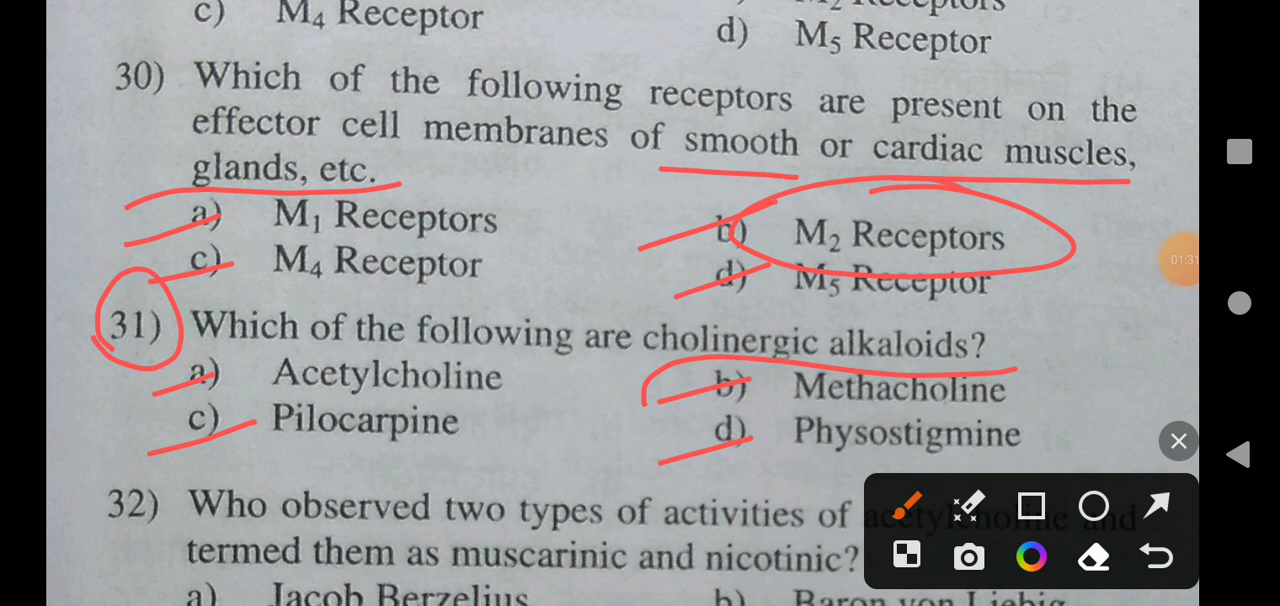 c) M₄ Receptor
d) M₅ Receptor
30) Which of the following receptors are present on the
effector cell membranes of smooth or cardiac muscles,
glands, etc.
a) M₁ Receptors b) M₂ Receptors
c) M₄ Receptor d) M₅ Receptor
31) Which of the following are cholinergic alkaloids?
a) Acetylcholine b) Methacholine
c) Pilocarpine d) Physostigmine
32) Who observed two types of activities of acetylcholine and
termed them as muscarinic and nicotinic?
a) Jacob Berzelius b) Baron von Liebig
01:31